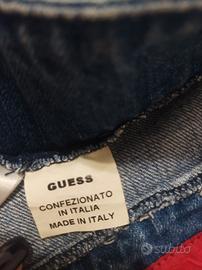 GUESS
CONFEZIONATO
IN ITALIA
MADE IN ITALY
subito